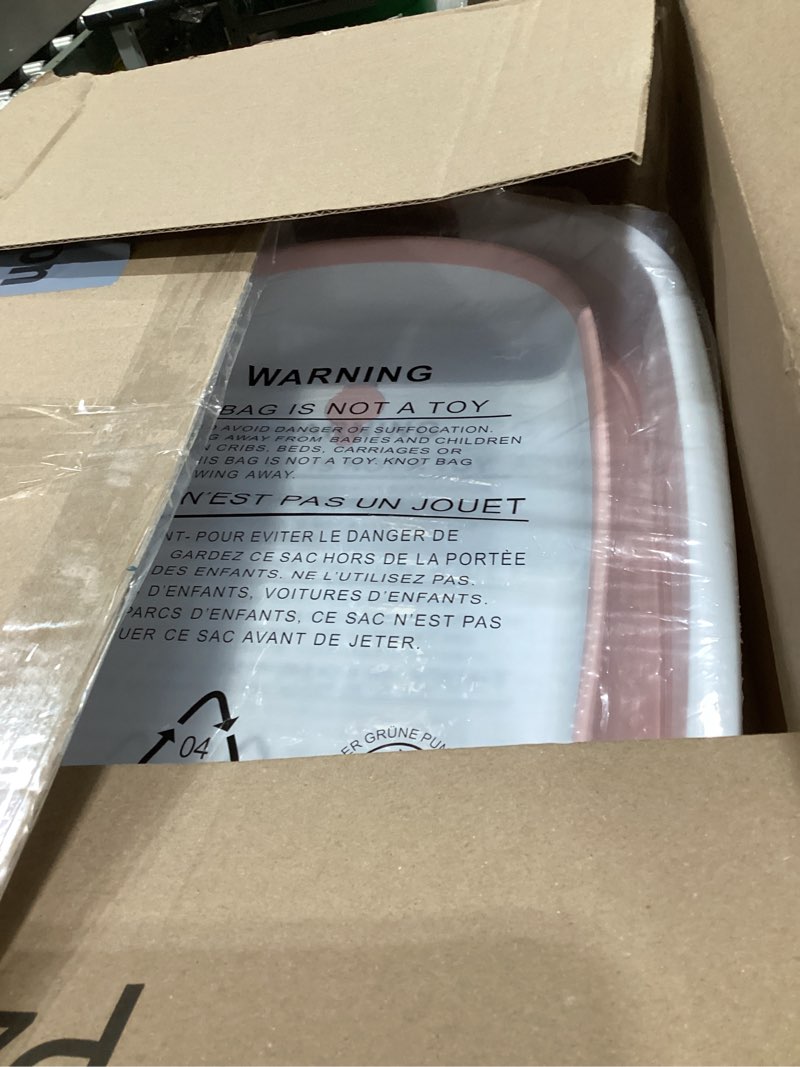 WARNING
BAG IS NOT A TOY
AVOID DANGER OF SUFFOCATION.
AWAY FROM BABIES AND CHILDREN
CRIBS, BEDS, CARRIAGES OR
BAG IS NOT A TOY. KNOT BAG
AWAY.
N'EST PAS UN JOUET
NT- POUR EVITER LE DANGER DE
GARDEZ CE SAC HORS DE LA PORTÈE
DES ENFANTS. NE L'UTILISEZ PAS.
D'ENFANTS, VOITURES D'ENFANTS.
PARCS D'ENFANTS, CE SAC N'EST PAS
UER CE SAC AVANT DE JETER.
04
ER GRÜNE PUN